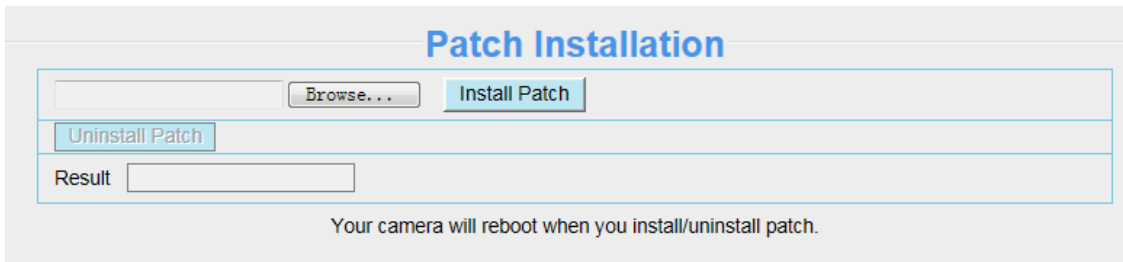 Patch Installation
Browse... Install Patch
Uninstall Patch
Result
Your camera will reboot when you install/uninstall patch.